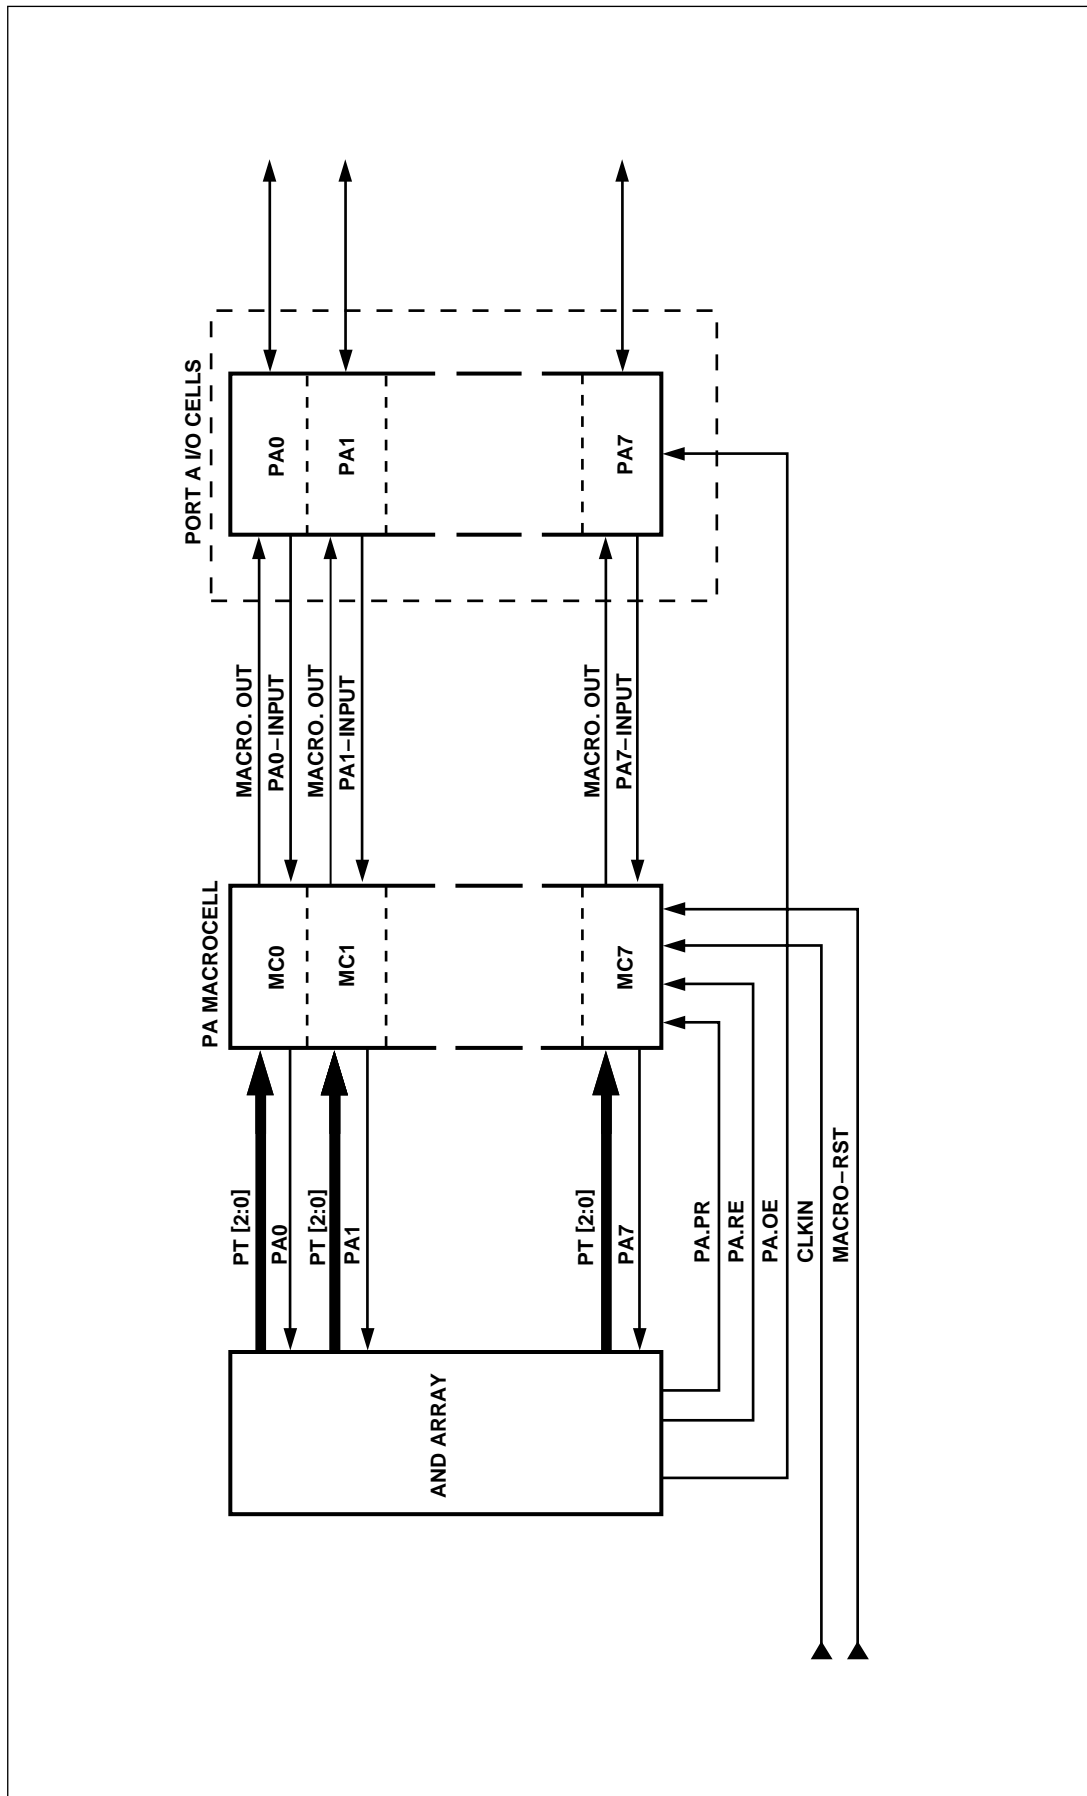 AND ARRAY
PT [2:0]
PA0
PT [2:0]
PA1
PT [2:0]
PA7
PA.PR
PA.RE
PA.OE
CLKIN
MACRO–RST
PA MACROCELL
MC0
MC1
MC7
MACRO. OUT
PA0–INPUT
MACRO. OUT
PA1–INPUT
MACRO. OUT
PA7–INPUT
PORT A I/O CELLS
PA0
PA1
PA7